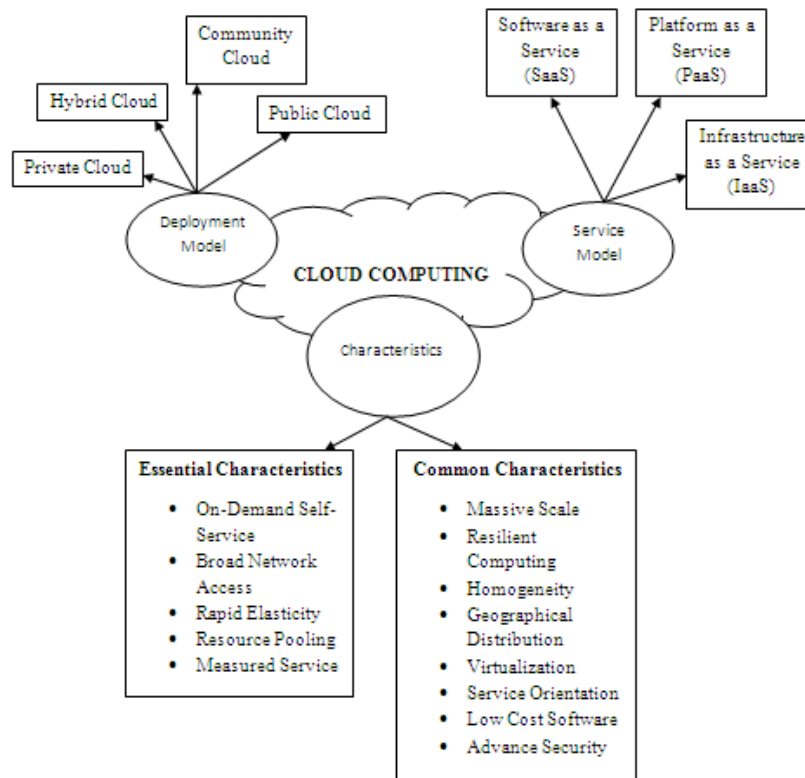 Community
Cloud
Software as a
Service
(SaaS)
Platform as a
Service
(PaaS)
Hybrid Cloud
Public Cloud
Private Cloud
Infrastructure
as a Service
(IaaS)
Deployment
Model
Service
Model
CLOUD COMPUTING
Characteristics
Essential Characteristics
• On-Demand Self-
Service
• Broad Network
Access
• Rapid Elasticity
• Resource Pooling
• Measured Service
Common Characteristics
• Massive Scale
• Resilient
Computing
• Homogeneity
• Geographical
Distribution
• Virtualization
• Service Orientation
• Low Cost Software
• Advance Security